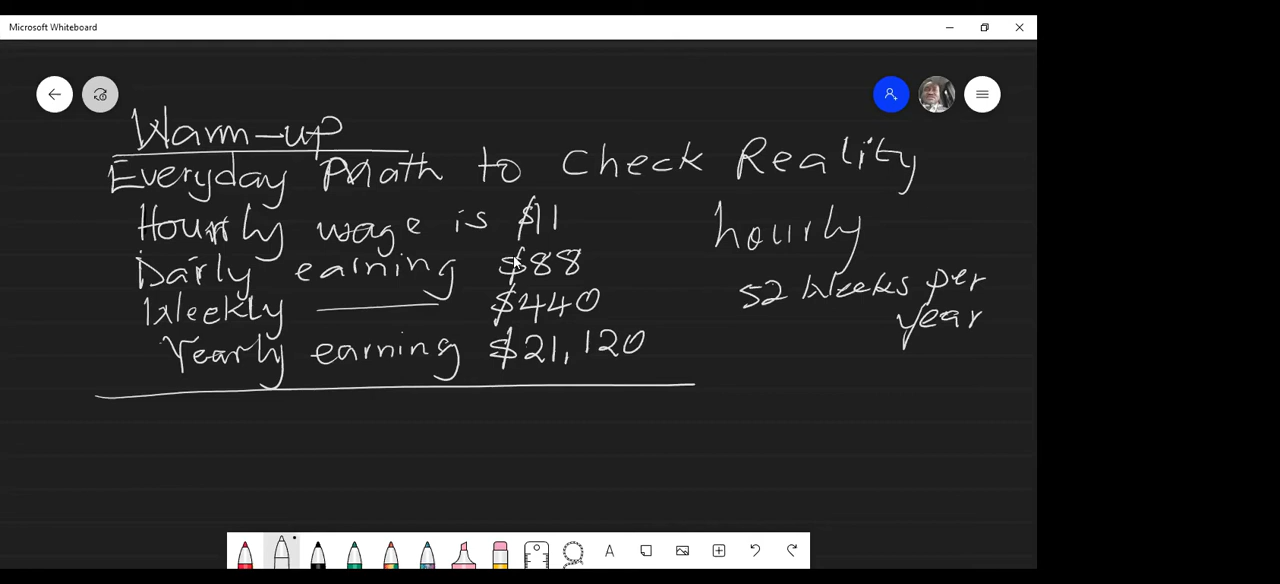 Microsoft Whiteboard
Warm-up
Everyday Math to Check Reality
Hourly wage is $11
Daily earning $88
Weekly $440
Yearly earning $21,120
hourly
52 Weeks per
year
A